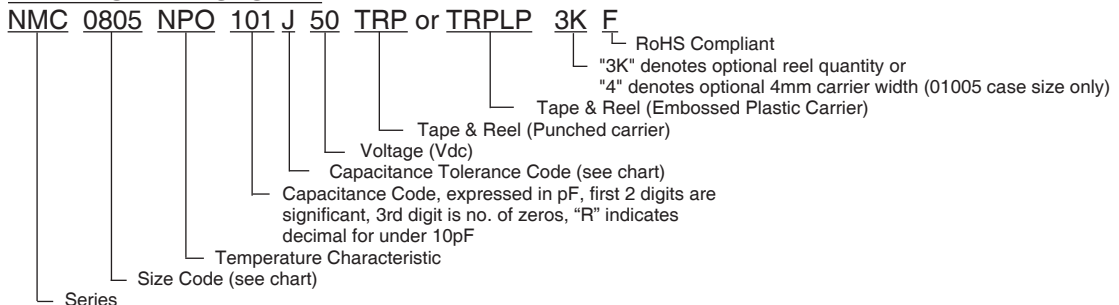 NMC 0805 NPO 101 J 50 TRP or TRPLP 3K F
RoHS Compliant
"3K" denotes optional reel quantity or
"4" denotes optional 4mm carrier width (01005 case size only)
Tape & Reel (Embossed Plastic Carrier)
Tape & Reel (Punched carrier)
Voltage (Vdc)
Capacitance Tolerance Code (see chart)
Capacitance Code, expressed in pF, first 2 digits are
significant, 3rd digit is no. of zeros, “R” indicates
decimal for under 10pF
Temperature Characteristic
Size Code (see chart)
Series